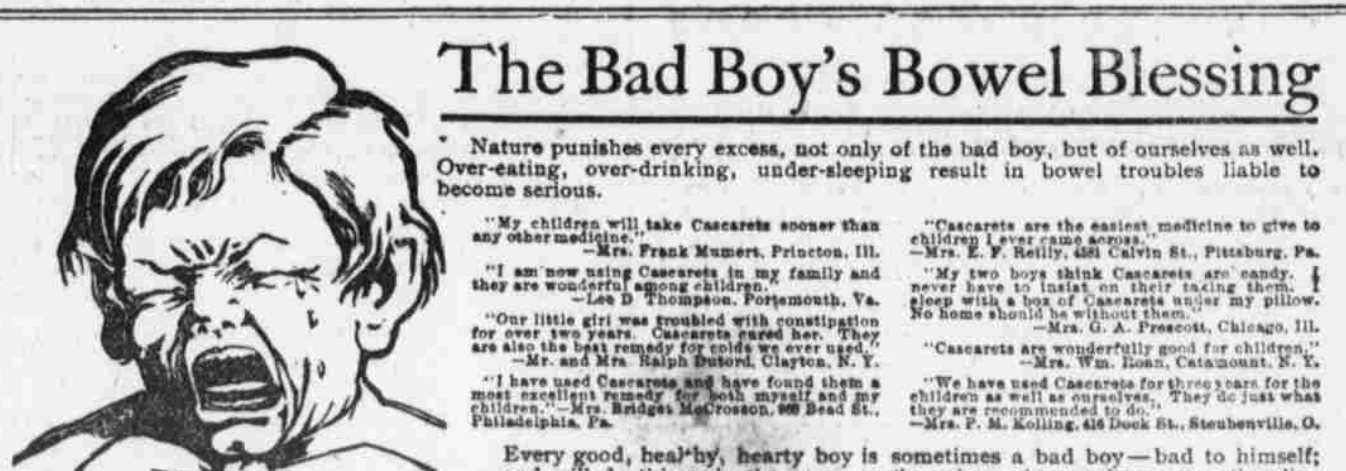 The Bad Boy's Bowel Blessing
Nature punishes every excess, not only of the bad boy, but of ourselves as well.
Over-eating, over-drinking, under-sleeping result in bowel troubles liable to
become serious.
"My children will take Cascarets sooner than
any other medicine."
—Mrs. Frank Mumert, Princton, Ill.
"I am now using Cascarets in my family and
they are wonderful among children."
—Lee D Thompson, Portsmouth, Va.
"Our little girl was troubled with constipation
for over two years. Cascarets cured her. They
are also the best remedy for colds we ever used."
—Mr. and Mrs. Ralph Duford, Clayton, N. Y.
"I have used Cascarets and have found them a
most excellent remedy for both myself and my
children."—Mrs. Bridget McCrosson, Bead St.,
Philadelphia, Pa.
"Cascarets are the easiest medicine to give to
children I ever came across."
—Mrs. E. F. Reilly, 4581 Calvin St., Pittsburg, Pa.
"My two boys think Cascarets are candy. I
never have to insist on their taking them. I
sleep with a box of Cascarets under my pillow.
No home should be without them."
—Mrs. G. A. Prescott, Chicago, Ill.
"Cascarets are wonderfully good for children."
—Mrs. Wm. Catamount, N. Y.
"We have used Cascarets for three years for the
children as well as ourselves. They do just what
they are recommended to do."
—Mrs. P. M. Kolling, 416 Dock St., Steubenville, O.
Every good, healthy, hearty boy is sometimes a bad boy—bad to himself;